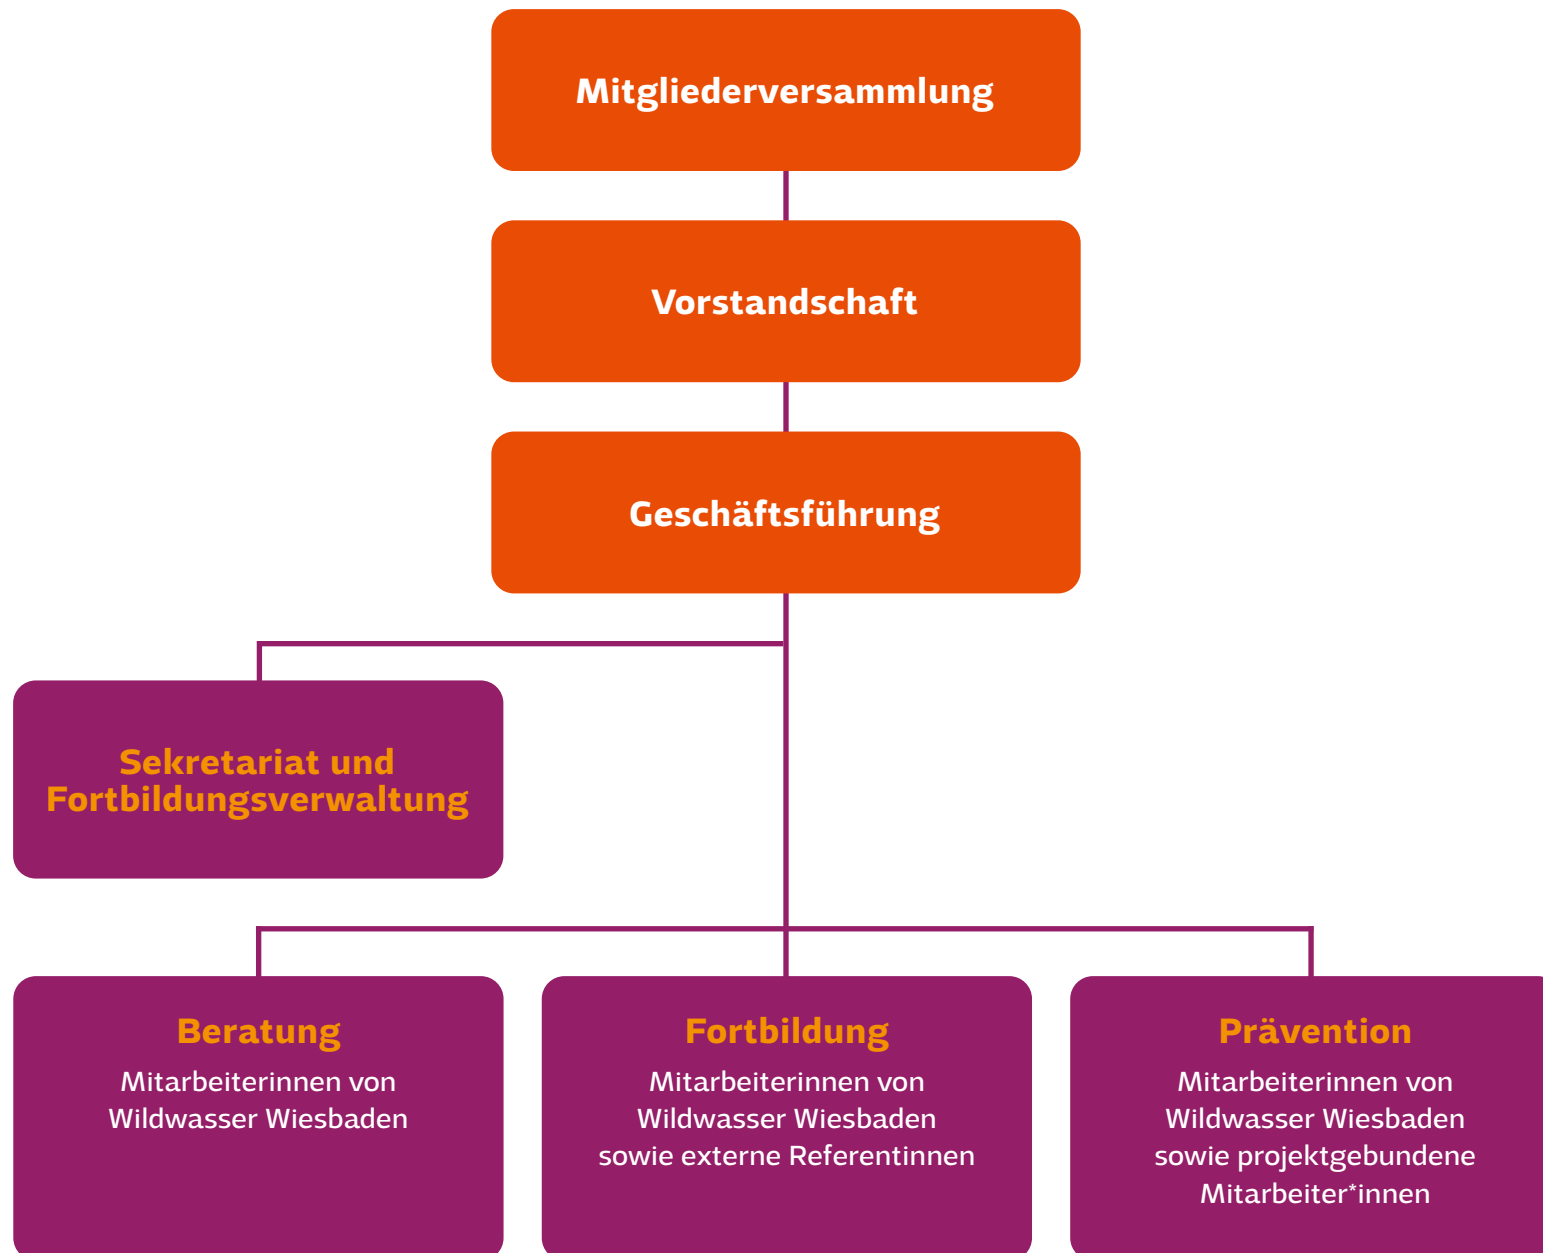 Mitgliederversammlung
Vorstandschaft
Geschäftsführung
Sekretariat und
Fortbildungsverwaltung
Beratung
Mitarbeiterinnen von
Wildwasser Wiesbaden
Fortbildung
Mitarbeiterinnen von
Wildwasser Wiesbaden
sowie externe Referentinnen
Prävention
Mitarbeiterinnen von
Wildwasser Wiesbaden
sowie projektgebundene
Mitarbeiter*innen